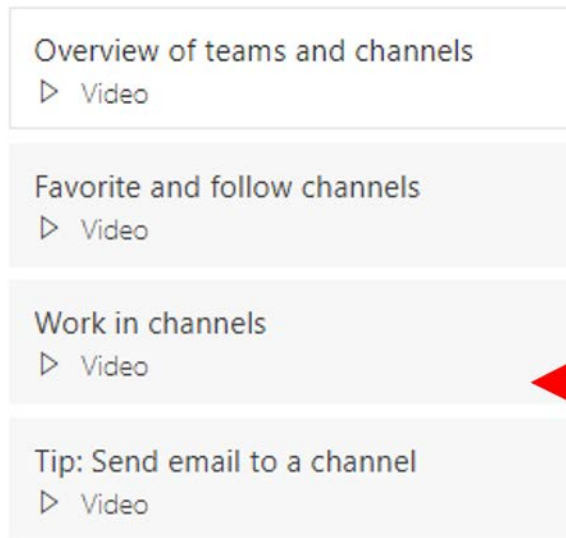 Overview of teams and channels
Video
Favorite and follow channels
Video
Work in channels
Video
Tip: Send email to a channel
Video